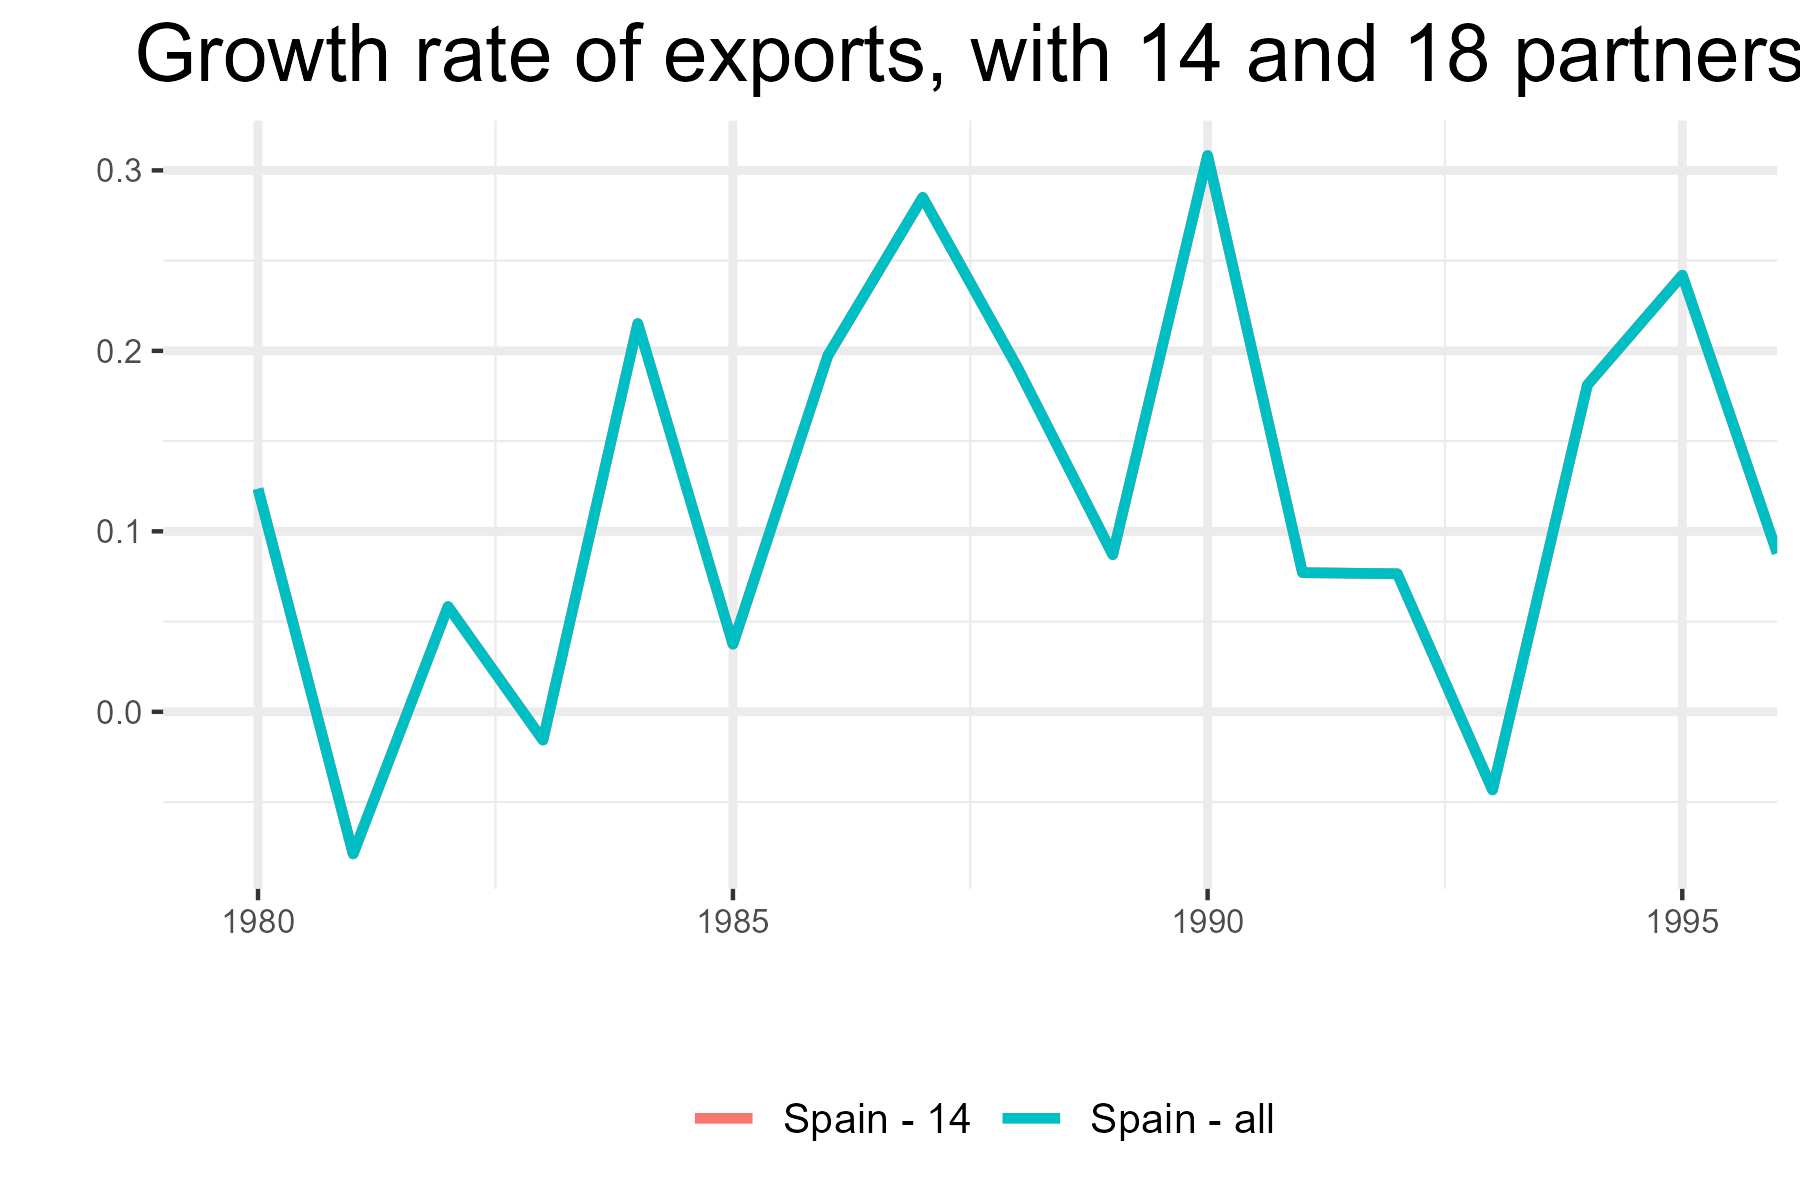 Growth rate of exports, with 14 and 18 partners
0.3
0.2
0.1
0.0
1980 1985 1990 1995
Spain - 14 Spain - all